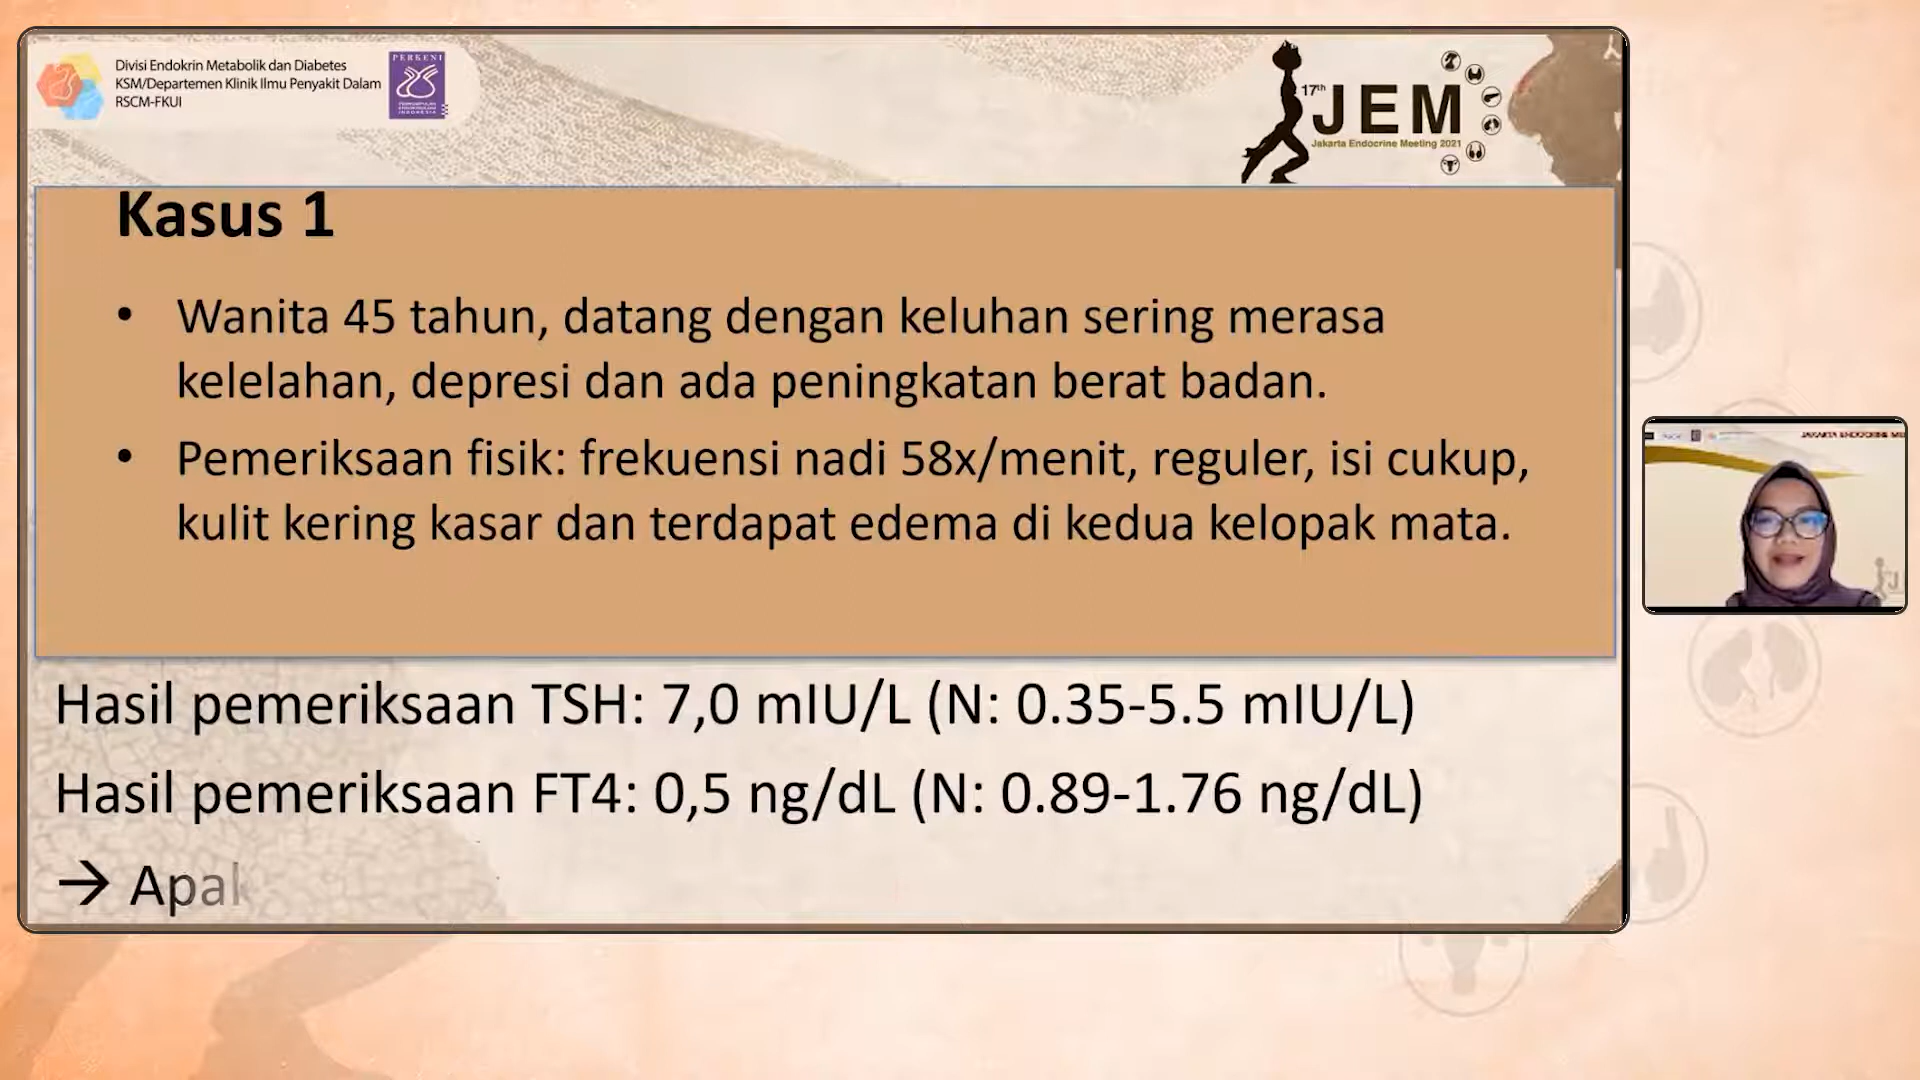 Divisi Endokrin Metabolik dan Diabetes
KSM/Departemen Klinik Ilmu Penyakit Dalam
RSCM-FKUI
PERKENI
17th
JEM
Jakarta Endocrine Meeting 2021
Kasus 1
• Wanita 45 tahun, datang dengan keluhan sering merasa
kelelahan, depresi dan ada peningkatan berat badan.
• Pemeriksaan fisik: frekuensi nadi 58x/menit, reguler, isi cukup,
kulit kering kasar dan terdapat edema di kedua kelopak mata.
Hasil pemeriksaan TSH: 7,0 mIU/L (N: 0.35-5.5 mIU/L)
Hasil pemeriksaan FT4: 0,5 ng/dL (N: 0.89-1.76 ng/dL)
→ Apak